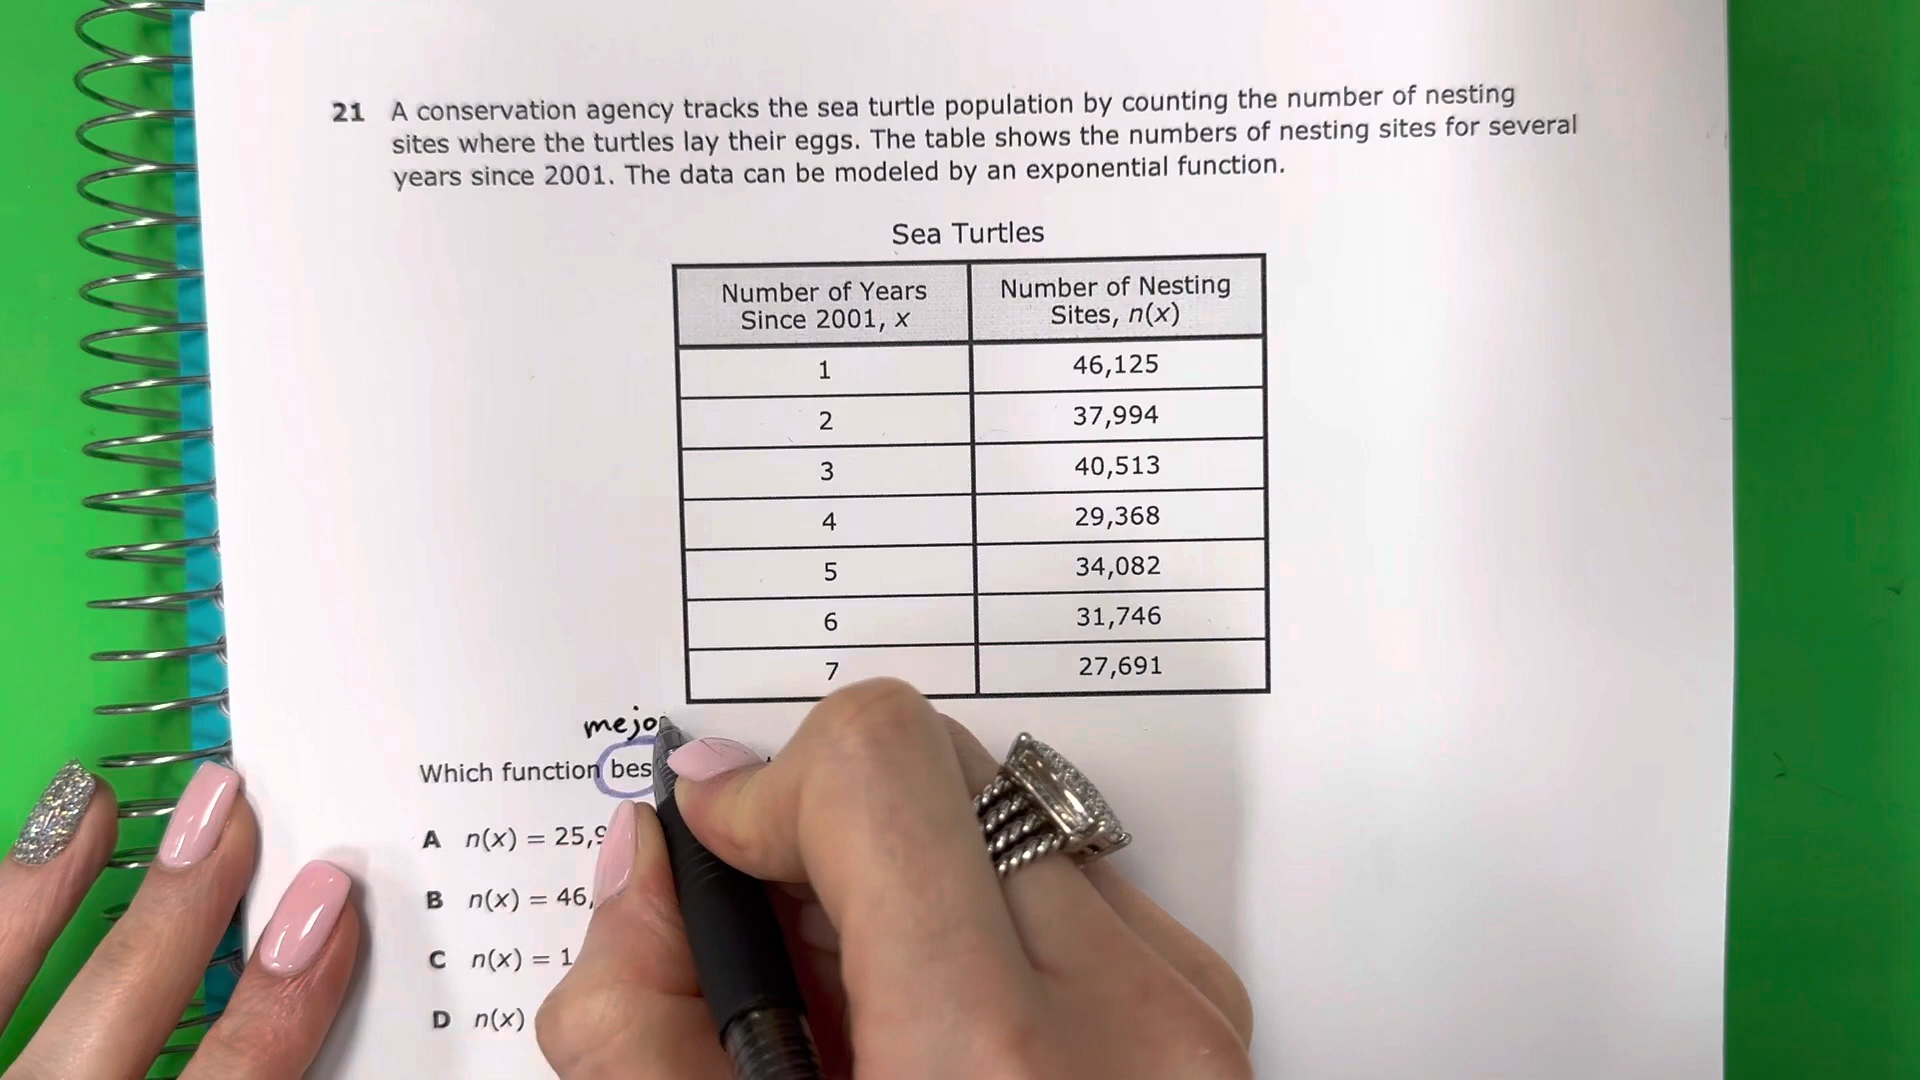 21 A conservation agency tracks the sea turtle population by counting the number of nesting
sites where the turtles lay their eggs. The table shows the numbers of nesting sites for several
years since 2001. The data can be modeled by an exponential function.
Sea Turtles
Number of Years Since 2001, x Number of Nesting Sites, n(x)
1 46,125
2 37,994
3 40,513
4 29,368
5 34,082
6 31,746
7 27,691
Which function
A n(x) = 25,9
B n(x) = 46,
C n(x) = 1
D n(x)